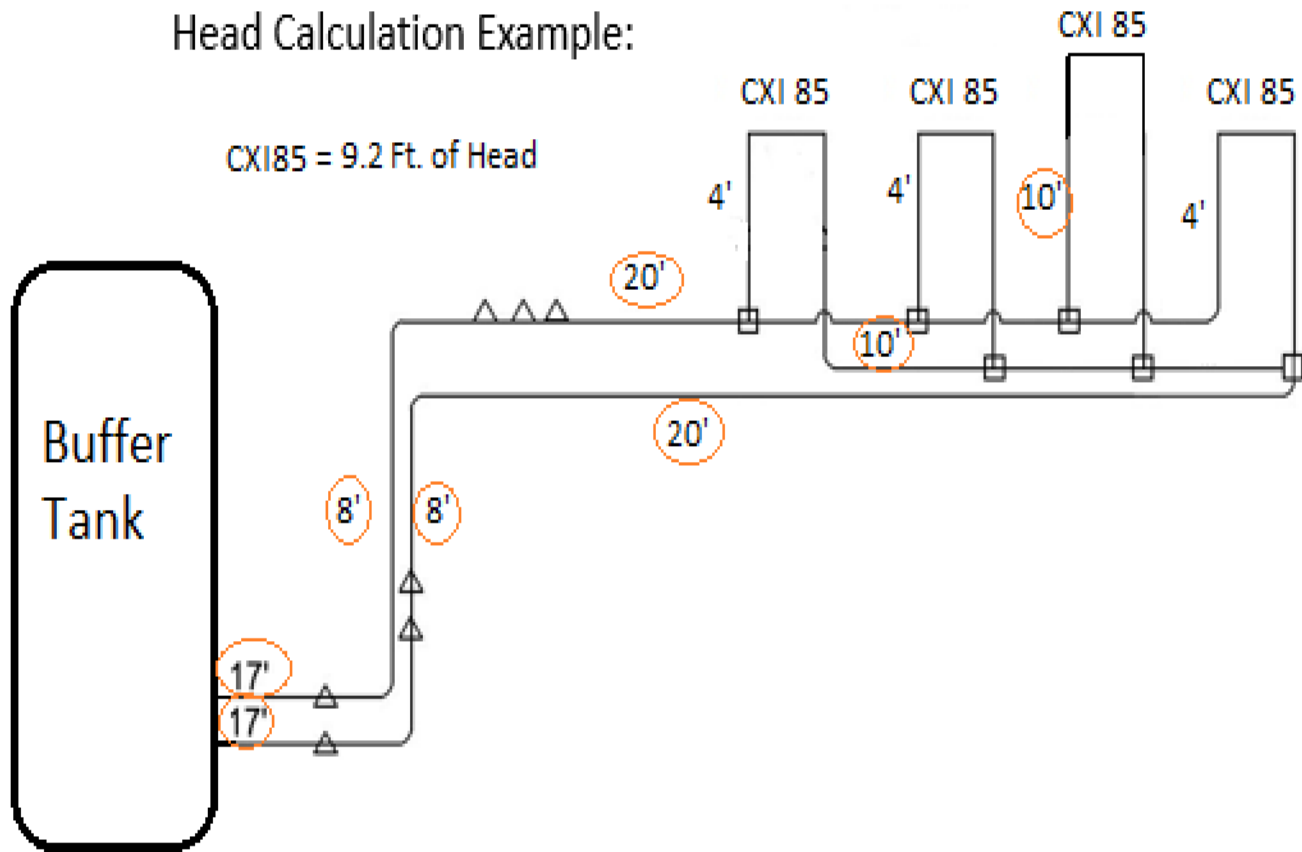 Head Calculation Example:
CXI 85
CXI 85
CXI 85
CXI 85
CXI85 = 9.2 Ft. of Head
4'
4'
10'
4'
20'
10'
20'
Buffer
Tank
8'
8'
17'
17'